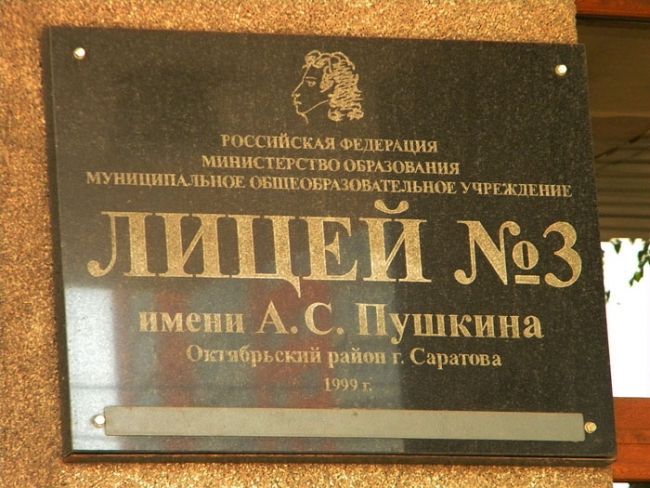 РОССИЙСКАЯ ФЕДЕРАЦИЯ
МИНИСТЕРСТВО ОБРАЗОВАНИЯ
МУНИЦИПАЛЬНОЕ ОБЩЕОБРАЗОВАТЕЛЬНОЕ УЧРЕЖДЕНИЕ
ЛИЦЕЙ №3
имени А. С. Пушкина
Октябрьский район г. Саратова
1999 г.